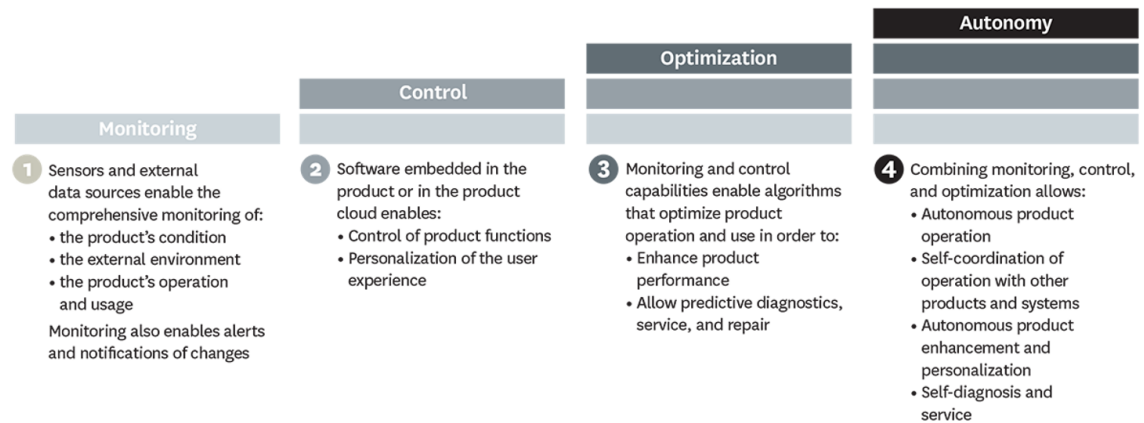 Monitoring
1
Sensors and external
data sources enable the
comprehensive monitoring of:
• the product's condition
• the external environment
• the product's operation
and usage
Monitoring also enables alerts
and notifications of changes
Control
2
Software embedded in the
product or in the product
cloud enables:
• Control of product functions
• Personalization of the user
experience
Optimization
3
Monitoring and control
capabilities enable algorithms
that optimize product
operation and use in order to:
• Enhance product
performance
• Allow predictive diagnostics,
service, and repair
Autonomy
4
Combining monitoring, control,
and optimization allows:
• Autonomous product
operation
• Self-coordination of
operation with other
products and systems
• Autonomous product
enhancement and
personalization
• Self-diagnosis and
service